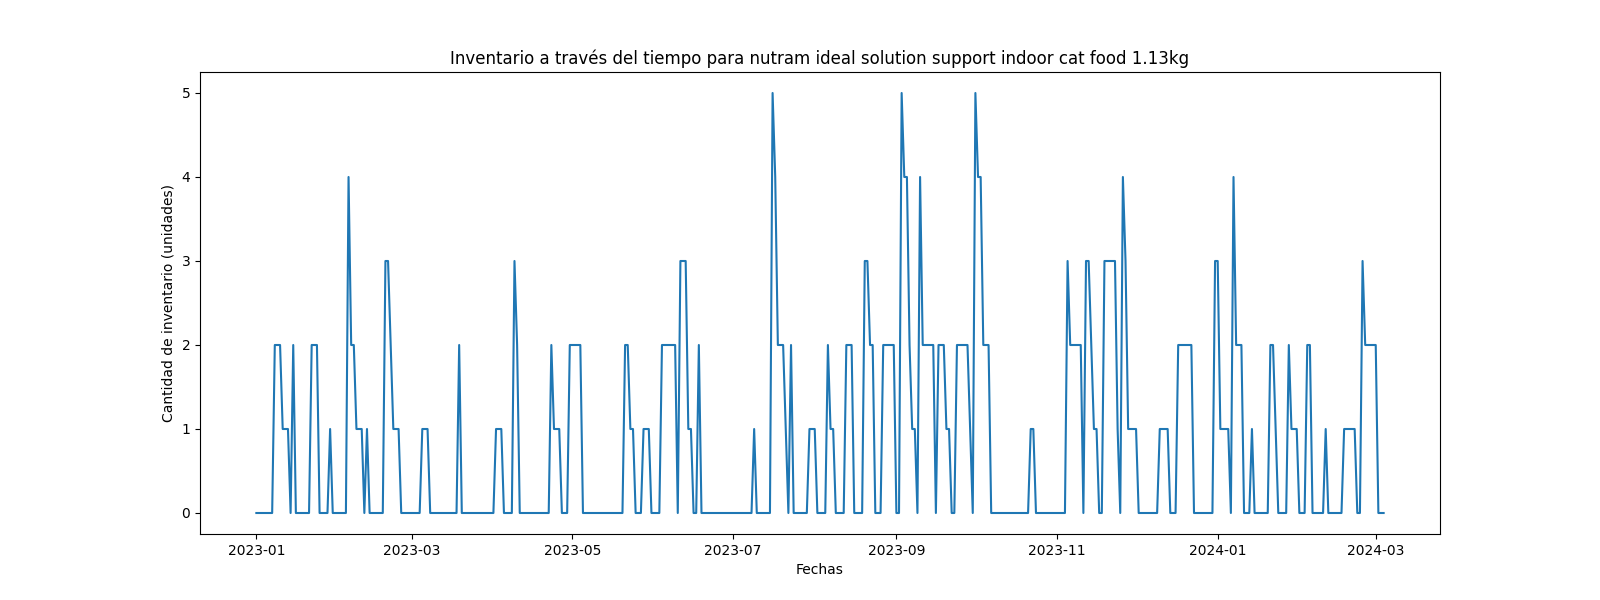 Inventario a través del tiempo para nutram ideal solution support indoor cat food 1.13kg
Cantidad de inventario (unidades)
5
4
3
2
1
0
2023-01 2023-03 2023-05 2023-07 2023-09 2023-11 2024-01 2024-03
Fechas